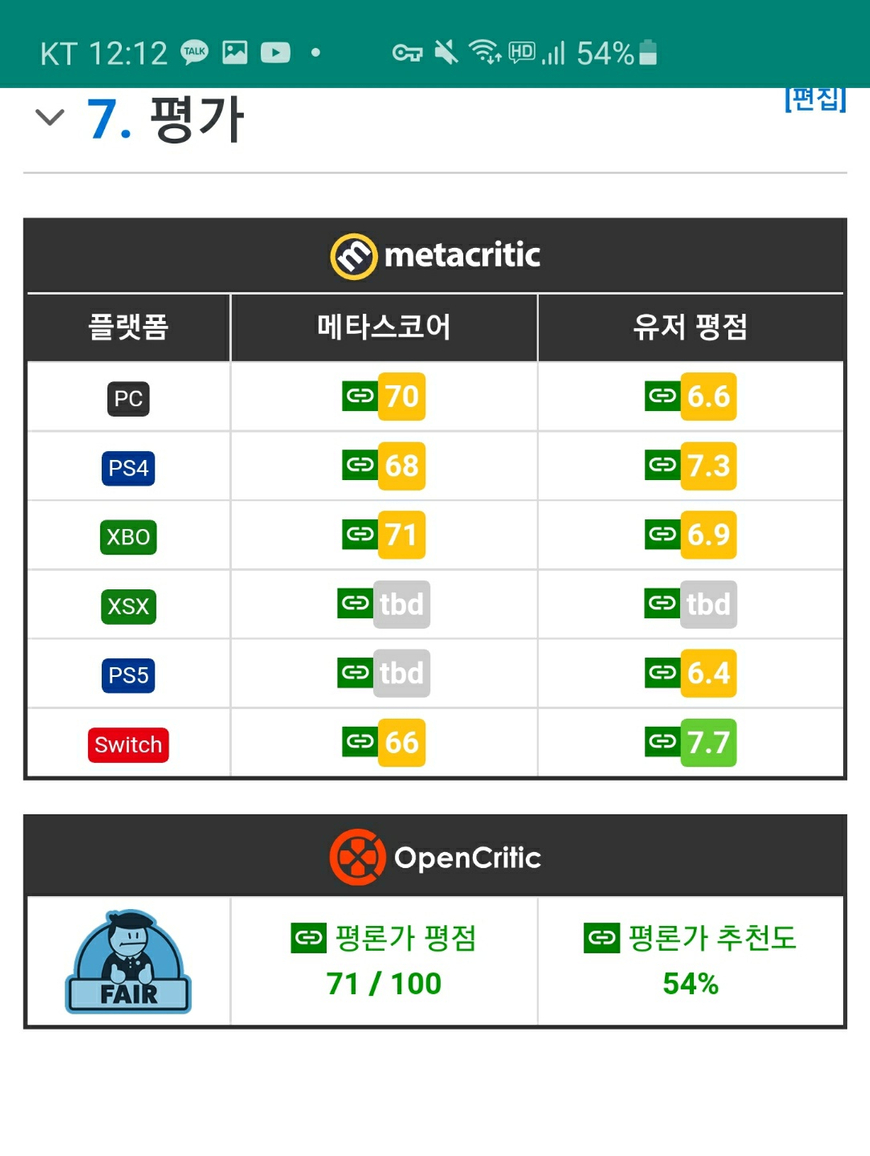 KT 12:12 TALK HD 54%
[편집]
7. 평가
metacritic
플랫폼 메타스코어 유저 평점
PC 70 6.6
PS4 68 7.3
XBO 71 6.9
XSX tbd tbd
PS5 tbd 6.4
Switch 66 7.7
OpenCritic
평론가 평점 평론가 추천도
FAIR 71 / 100 54%